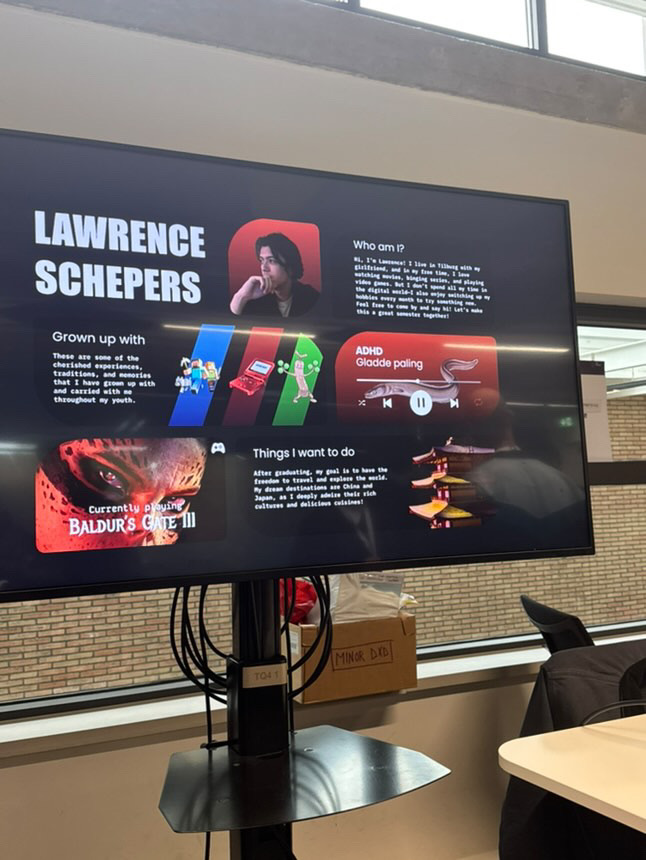 LAWRENCE
SCHEPERS
Who am I?
Hi, I'm Lawrence! I live in Tilburg with my
girlfriend, and in my free time, I love
watching movies, binging series, and playing
video games. But I don't spend all my time in
the digital world-I also enjoy switching up my
hobbies every month to try something new.
Feel free to come by and say hi! Let's make
this a great semester together!
Grown up with
These are some of the
cherished experiences,
traditions, and memories
that I have grown up with
and carried with me
throughout my youth.
ADHD
Gladde paling
Currently playing
BALDUR'S GATE III
Things I want to do
After graduating, my goal is to have the
freedom to travel and explore the world.
My dream destinations are China and
Japan, as I deeply admire their rich
cultures and delicious cuisines!
MINOR D&D
TO4 1